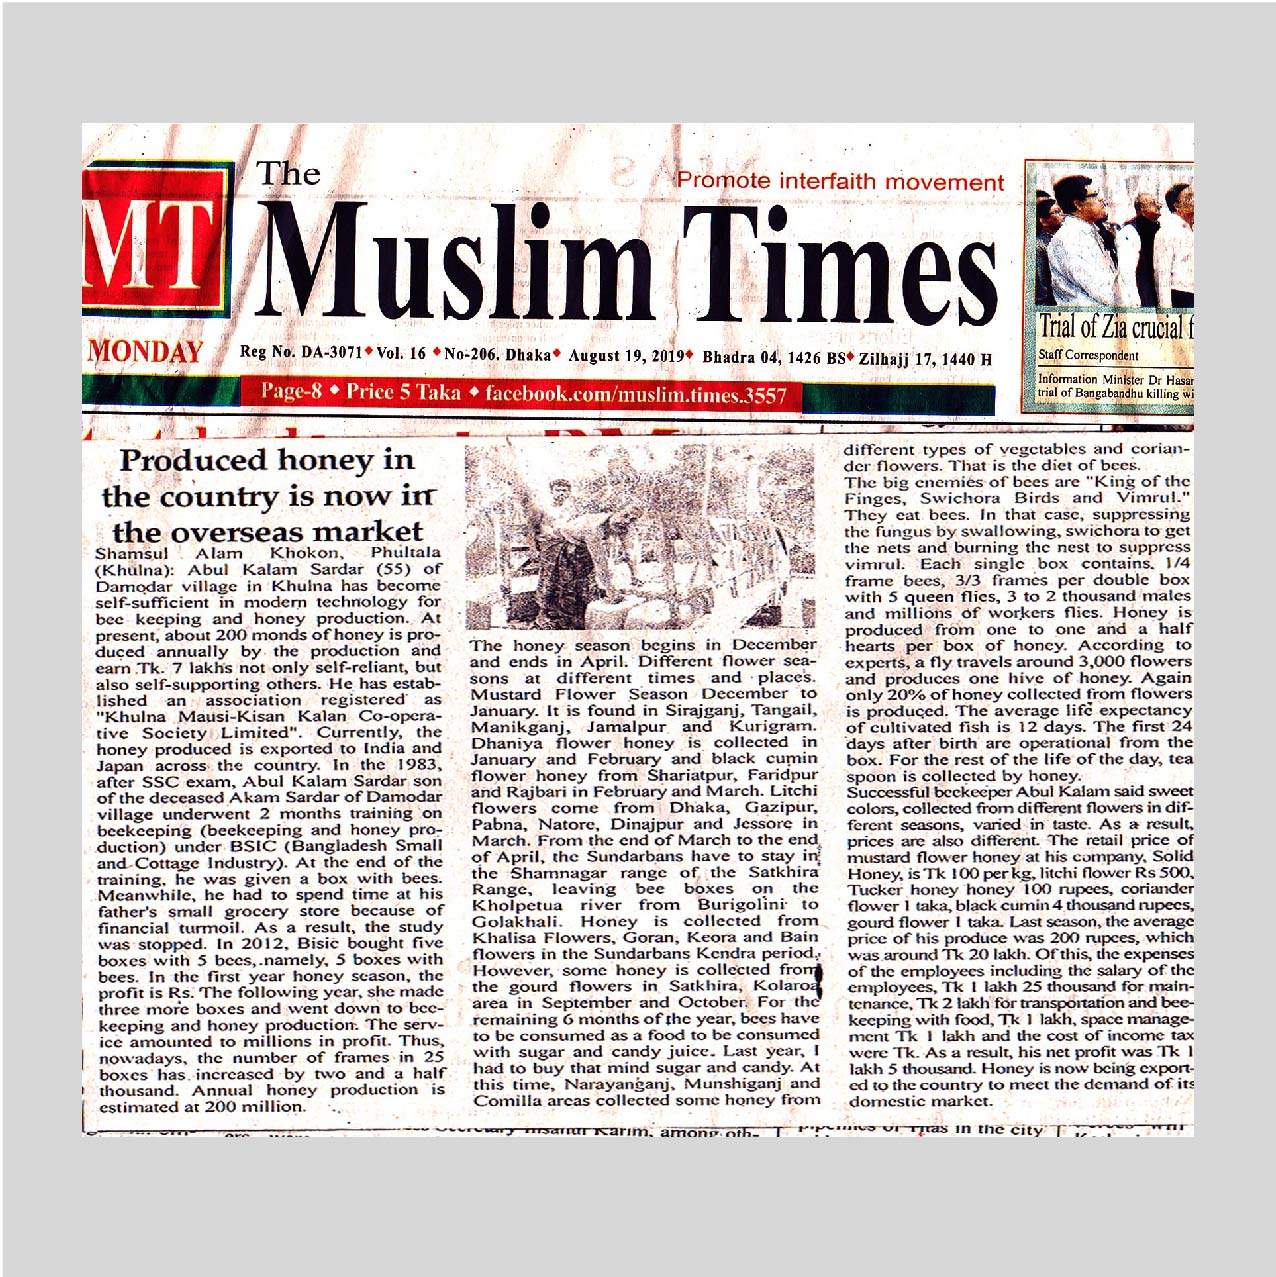 MT
The
Promote interfaith movement
Muslim Times
MONDAY
Reg No. DA-3071♦Vol. 16 ♦No-206. Dhaka♦ August 19, 2019♦ Bhadra 04, 1426 BS♦ Zilhajj 17, 1440 H
Page-8 ♦ Price 5 Taka ♦ facebook.com/muslim.times.3557
Trial of Zia crucial f
Staff Correspondent
Information Minister Dr Hasan
trial of Bangabandhu killing wi
Produced honey in
the country is now in
the overseas market
Shamsul Alam Khokon, Phultala
(Khulna): Abul Kalam Sardar (55) of
Damodar village in Khulna has become
self-sufficient in modern technology for
bee keeping and honey production. At
present, about 200 monds of honey is pro-
duced annually by the production and
earn Tk. 7 lakhs not only self-reliant, but
also self-supporting others. He has estab-
lished an association registered as
"Khulna Mausi-Kisan Kalan Co-opera-
tive Society Limited". Currently, the
honey produced is exported to India and
Japan across the country. In the 1983,
after SSC exam, Abul Kalam Sardar son
of the deceased Akam Sardar of Damodar
village underwent 2 months training on
beekeeping (beekeeping and honey pro-
duction) under BSIC (Bangladesh Small
and Cottage Industry). At the end of the
training, he was given a box with bees.
Meanwhile, he had to spend time at his
father's small grocery store because of
financial turmoil. As a result, the study
was stopped. In 2012, Bisic bought five
boxes with 5 bees, namely, 5 boxes with
bees. In the first year honey season, the
profit is Rs. The following year, she made
three more boxes and went down to bee-
keeping and honey production. The serv-
ice amounted to millions in profit. Thus,
nowadays, the number of frames in 25
boxes has increased by two and a half
thousand. Annual honey production is
estimated at 200 million.
The honey season begins in December
and ends in April. Different flower sea-
sons at different times and places.
Mustard Flower Season December to
January. It is found in Sirajganj, Tangail,
Manikganj, Jamalpur and Kurigram.
Dhaniya flower honey is collected in
January and February and black cumin
flower honey from Shariatpur, Faridpur
and Rajbari in February and March. Litchi
flowers come from Dhaka, Gazipur,
Pabna, Natore, Dinajpur and Jessore in
March. From the end of March to the end
of April, the Sundarbans have to stay in
the Shamnagar range of the Satkhira
Range, leaving bee boxes on the
Kholpetua river from Burigolini to
Golakhali. Honey is collected from
Khalisa Flowers, Goran, Keora and Bain
flowers in the Sundarbans Kendra period.
However, some honey is collected from
the gourd flowers in Satkhira, Kolaroa
area in September and October. For the
remaining 6 months of the year, bees have
to be consumed as a food to be consumed
with sugar and candy juice. Last year, I
had to buy that mind sugar and candy. At
this time, Narayanganj, Munshiganj and
Comilla areas collected some honey from
different types of vegetables and corian-
der flowers. That is the diet of bees.
The big enemies of bees are "King of the
Finges, Swichora Birds and Vimrul."
They eat bees. In that case, suppressing
the fungus by swallowing, swichora to get
the nets and burning the nest to suppress
vimrul. Each single box contains. 1/4
frame bees, 3/3 frames per double box
with 5 queen flies, 3 to 2 thousand males
and millions of workers flies. Honey is
produced from one to one and a half
hearts per box of honey. According to
experts, a fly travels around 3,000 flowers
and produces one hive of honey. Again
only 20% of honey collected from flowers
is produced. The average life expectancy
of cultivated fish is 12 days. The first 24
days after birth are operational from the
box. For the rest of the life of the day, tea
spoon is collected by honey.
Successful beekeeper Abul Kalam said sweet
colors, collected from different flowers in dif-
ferent seasons, varied in taste. As a result,
prices are also different. The retail price of
mustard flower honey at his company, Solid
Honey, is Tk 100 per kg, litchi flower Rs 500,
Tucker honey honey 100 rupees, coriander
flower 1 taka, black cumin 4 thousand rupees,
gourd flower 1 taka. Last season, the average
price of his produce was 200 rupees, which
was around Tk 20 lakh. Of this, the expenses
of the employees including the salary of the
employees, Tk 1 lakh 25 thousand for main-
tenance, Tk 2 lakh for transportation and bee-
keeping with food, Tk 1 lakh, space manage-
ment Tk 1 lakh and the cost of income tax
were Tk. As a result, his net profit was Tk 1
lakh 5 thousand. Honey is now being export-
ed to the country to meet the demand of its
domestic market.
Karim, among oth-
in the city